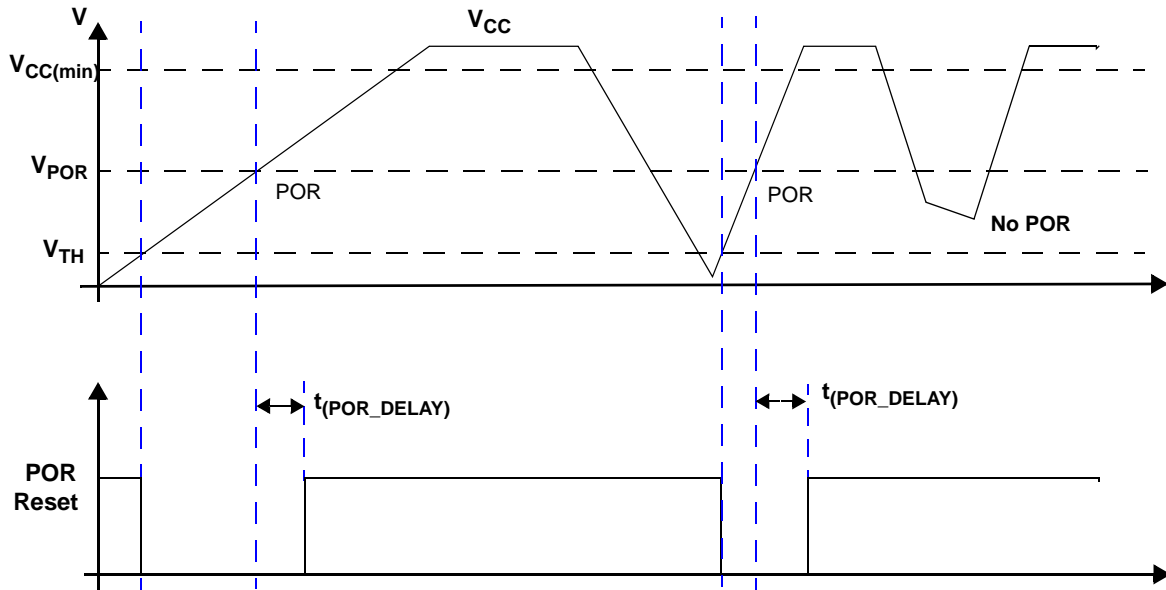 V
VCC
VCC(min)
VPOR
POR
POR
No POR
VTH
t(POR_DELAY)
t(POR_DELAY)
POR
Reset